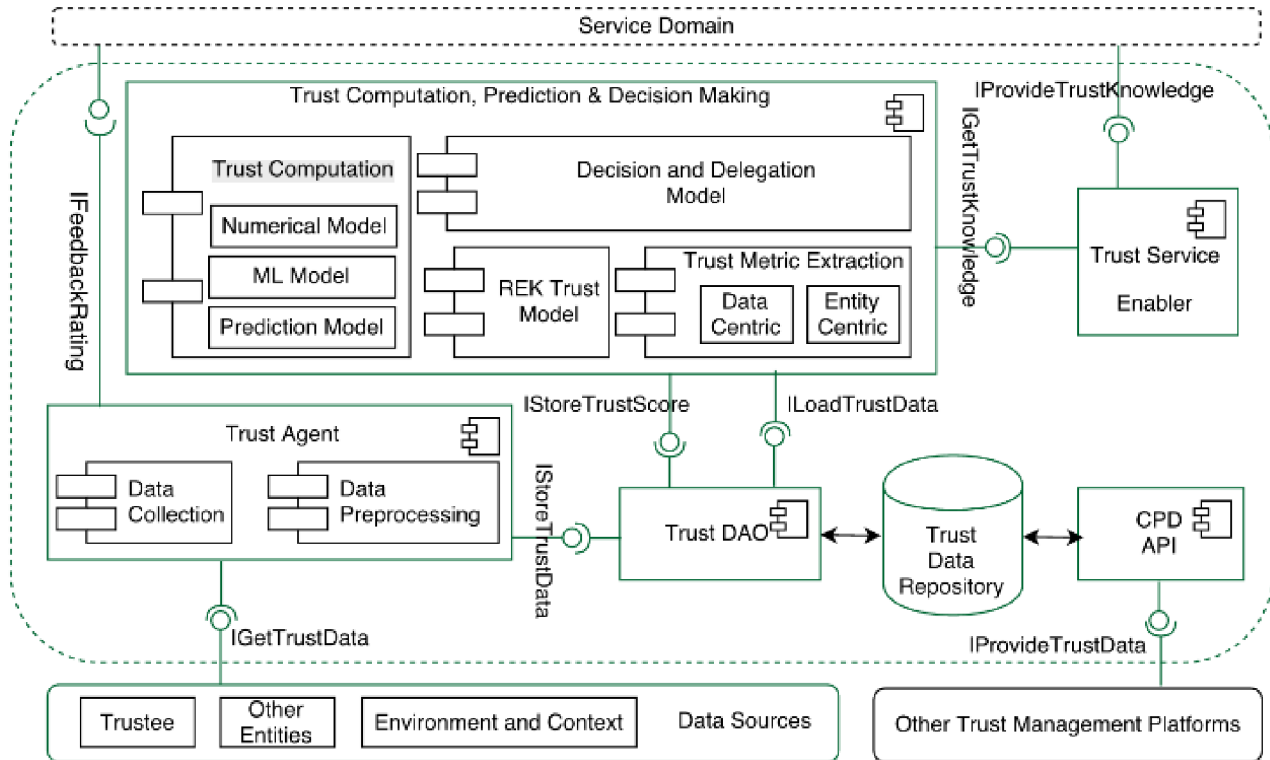 Service Domain
Trust Computation, Prediction & Decision Making
IProvideTrustKnowledge
IGetTrustKnowledge
IFeedbackRating
Trust Computation
Numerical Model
ML Model
Prediction Model
Decision and Delegation
Model
REK Trust
Model
Trust Metric Extraction
Data
Centric
Entity
Centric
Trust Service
Enabler
IStoreTrustScore
ILoadTrustData
Trust Agent
Data
Collection
Data
Preprocessing
IStoreTrustData
Trust DAO
Trust
Data
Repository
CPD
API
IGetTrustData
IProvideTrustData
Trustee
Other
Entities
Environment and Context
Data Sources
Other Trust Management Platforms